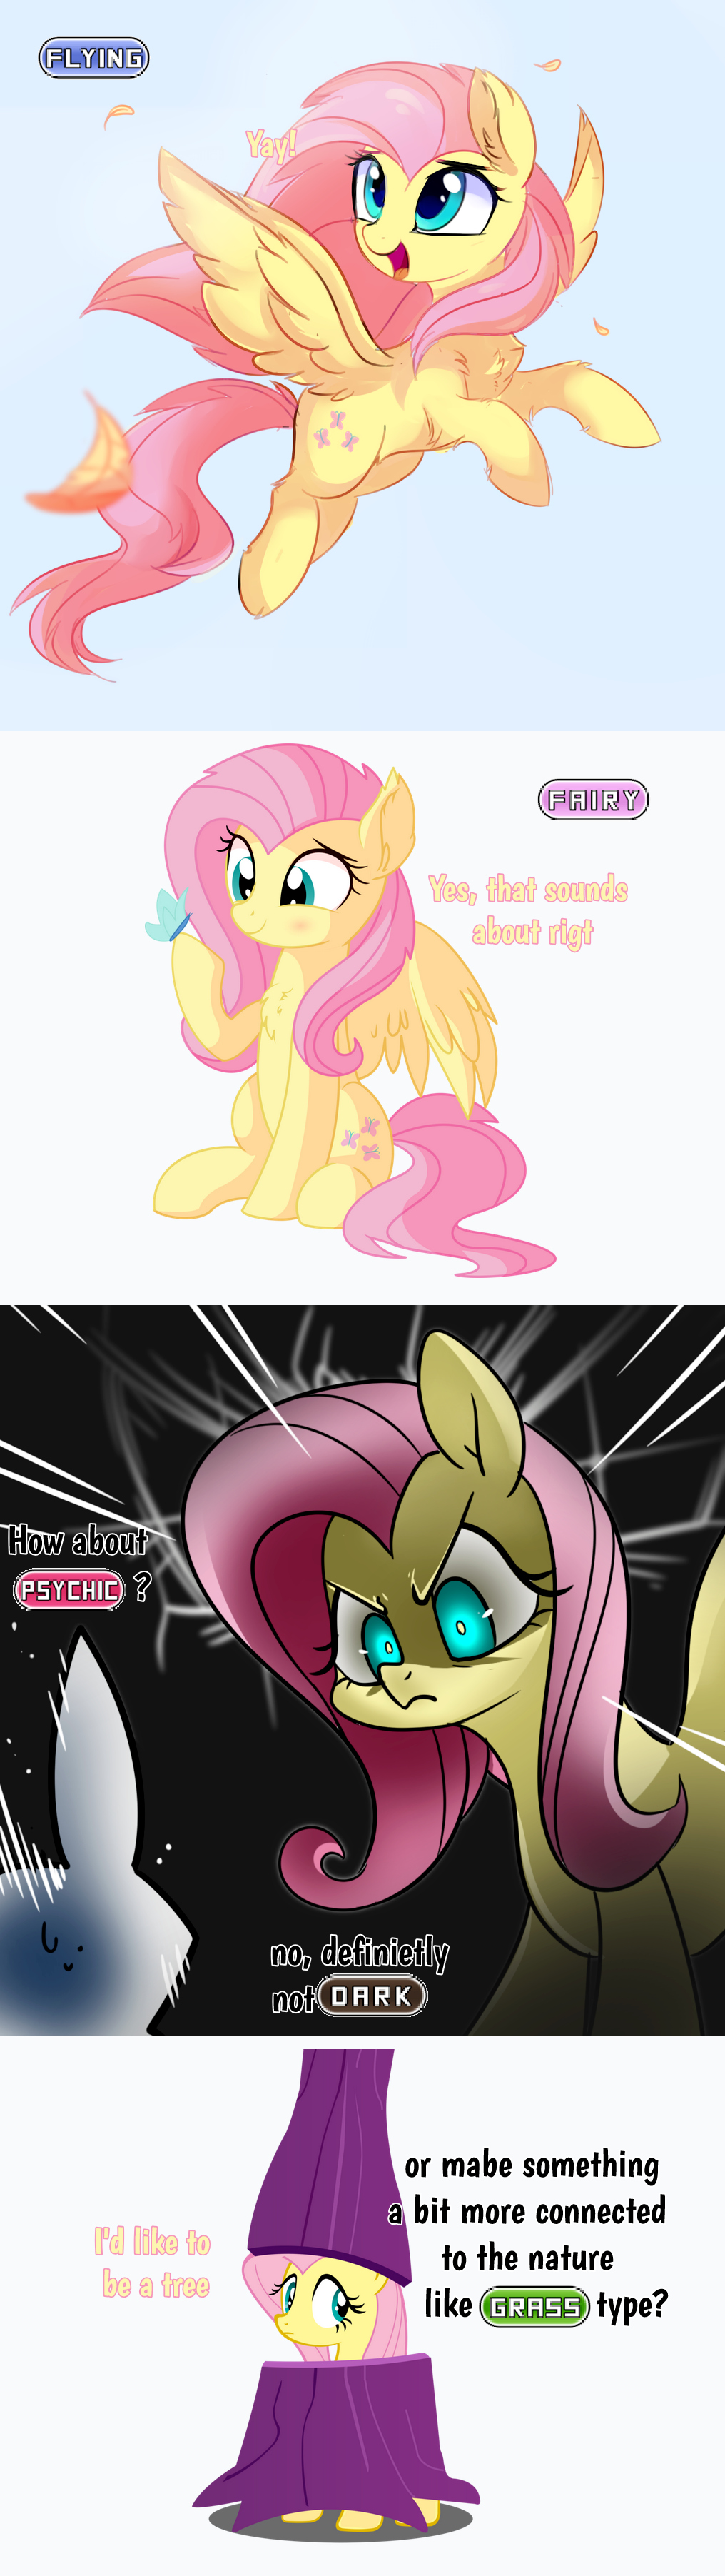 FLYING
Yay!
FAIRY
Yes, that sounds
about rigt
How about
PSYCHIC ?
no, definietly
not DARK
or mabe something
a bit more connected
to the nature
like GRASS type?
I'd like to
be a tree